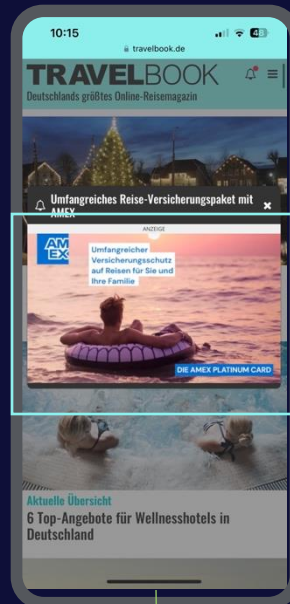 10:15
43
travelbook.de
TRAVELBOOK
Deutschlands größtes Online-Reisemagazin
Umfangreiches Reise-Versicherungspaket mit
AMEX
ANZEIGE
AM
EX
Umfangreicher
Versicherungsschutz
auf Reisen für Sie und
Ihre Familie
DIE AMEX PLATINUM CARD
Aktuelle Übersicht
6 Top-Angebote für Wellnesshotels in
Deutschland